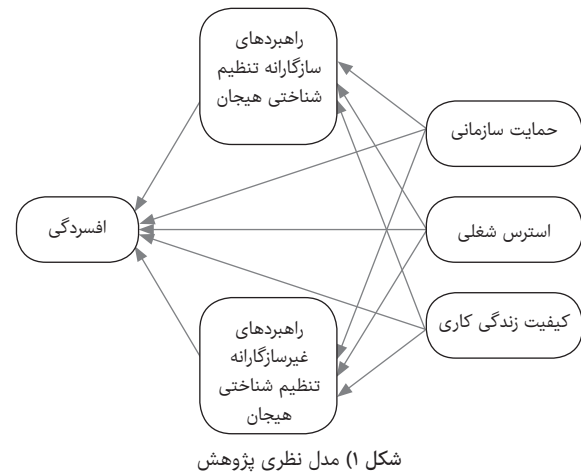 راهبردهای
سازگارانه تنظیم
شناختی هیجان
حمایت سازمانی
استرس شغلی
افسردگی
کیفیت زندگی کاری
راهبردهای
غیرسازگارانه
تنظیم شناختی
هیجان
شکل ۱) مدل نظری پژوهش